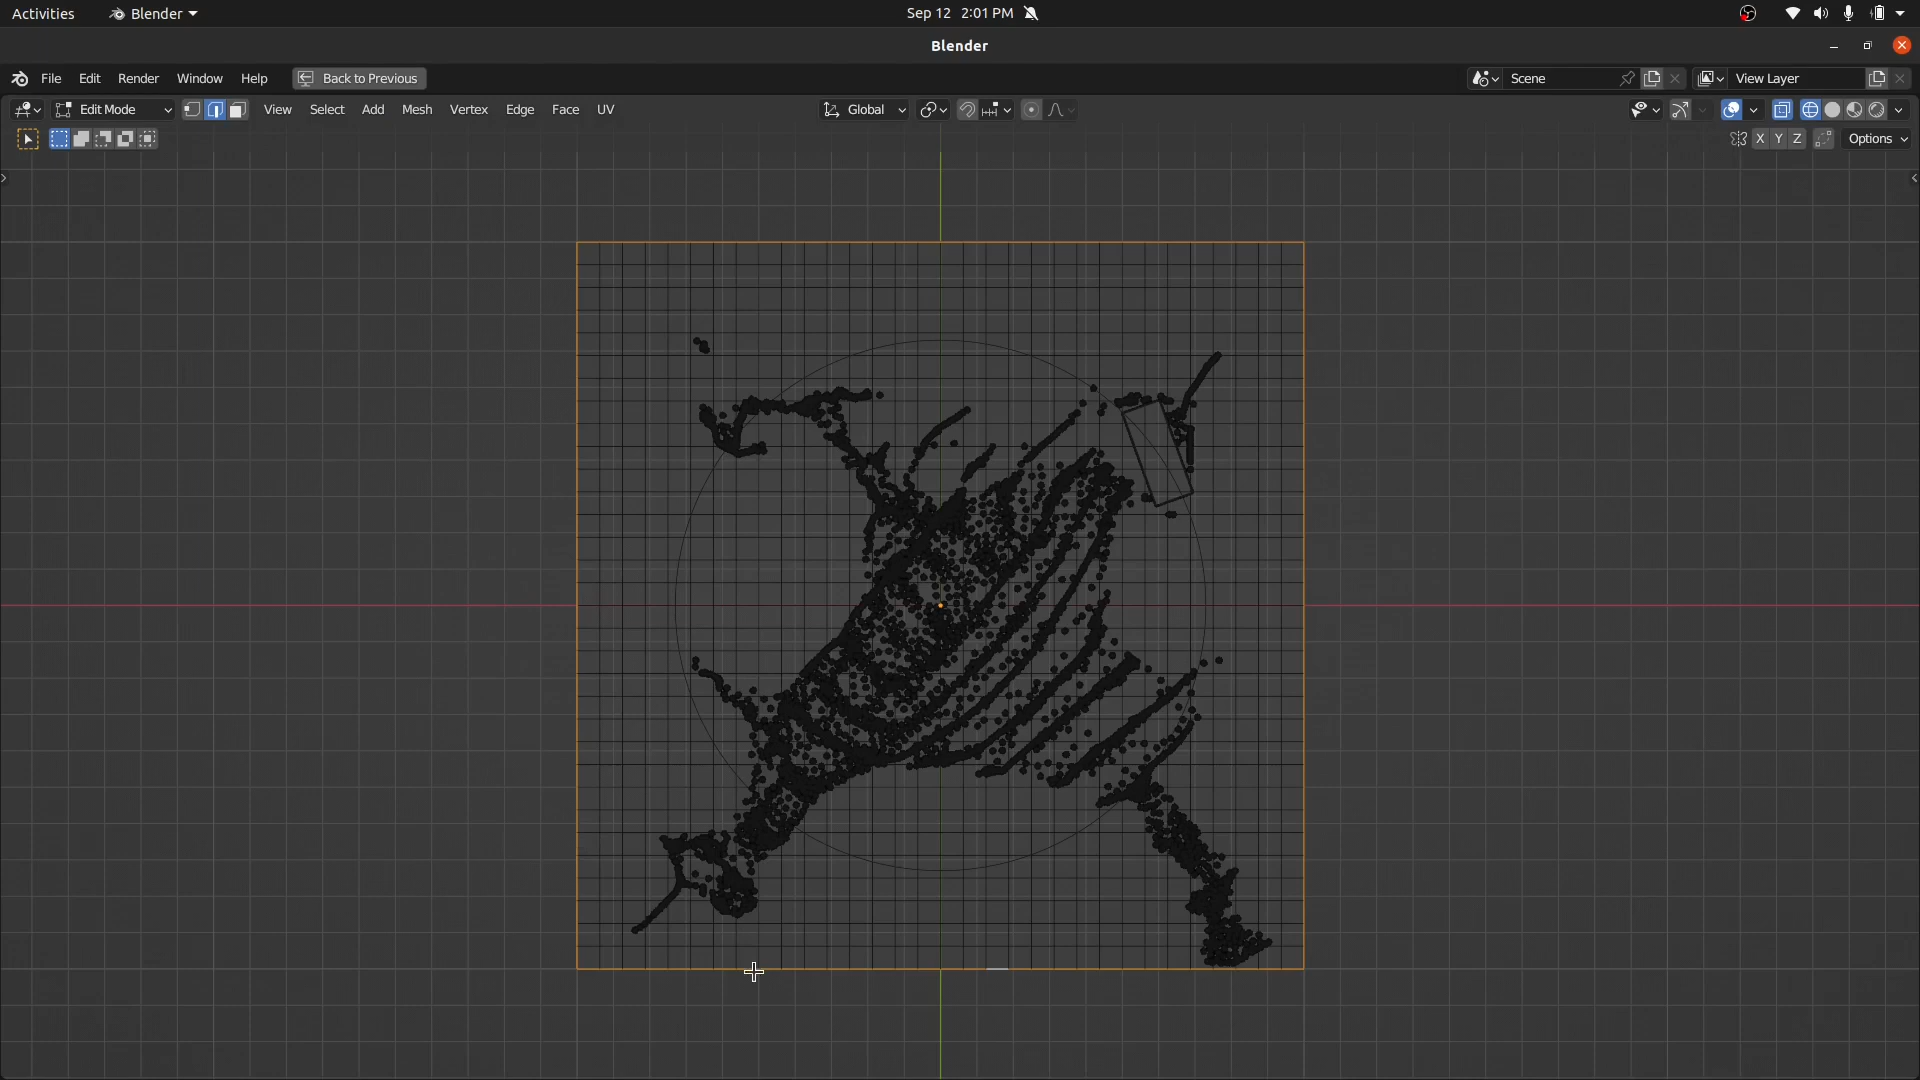 Activities Blender Sep 12 2:01 PM
Blender
File Edit Render Window Help Back to Previous Scene View Layer
Edit Mode View Select Add Mesh Vertex Edge Face UV Global
X Y Z Options